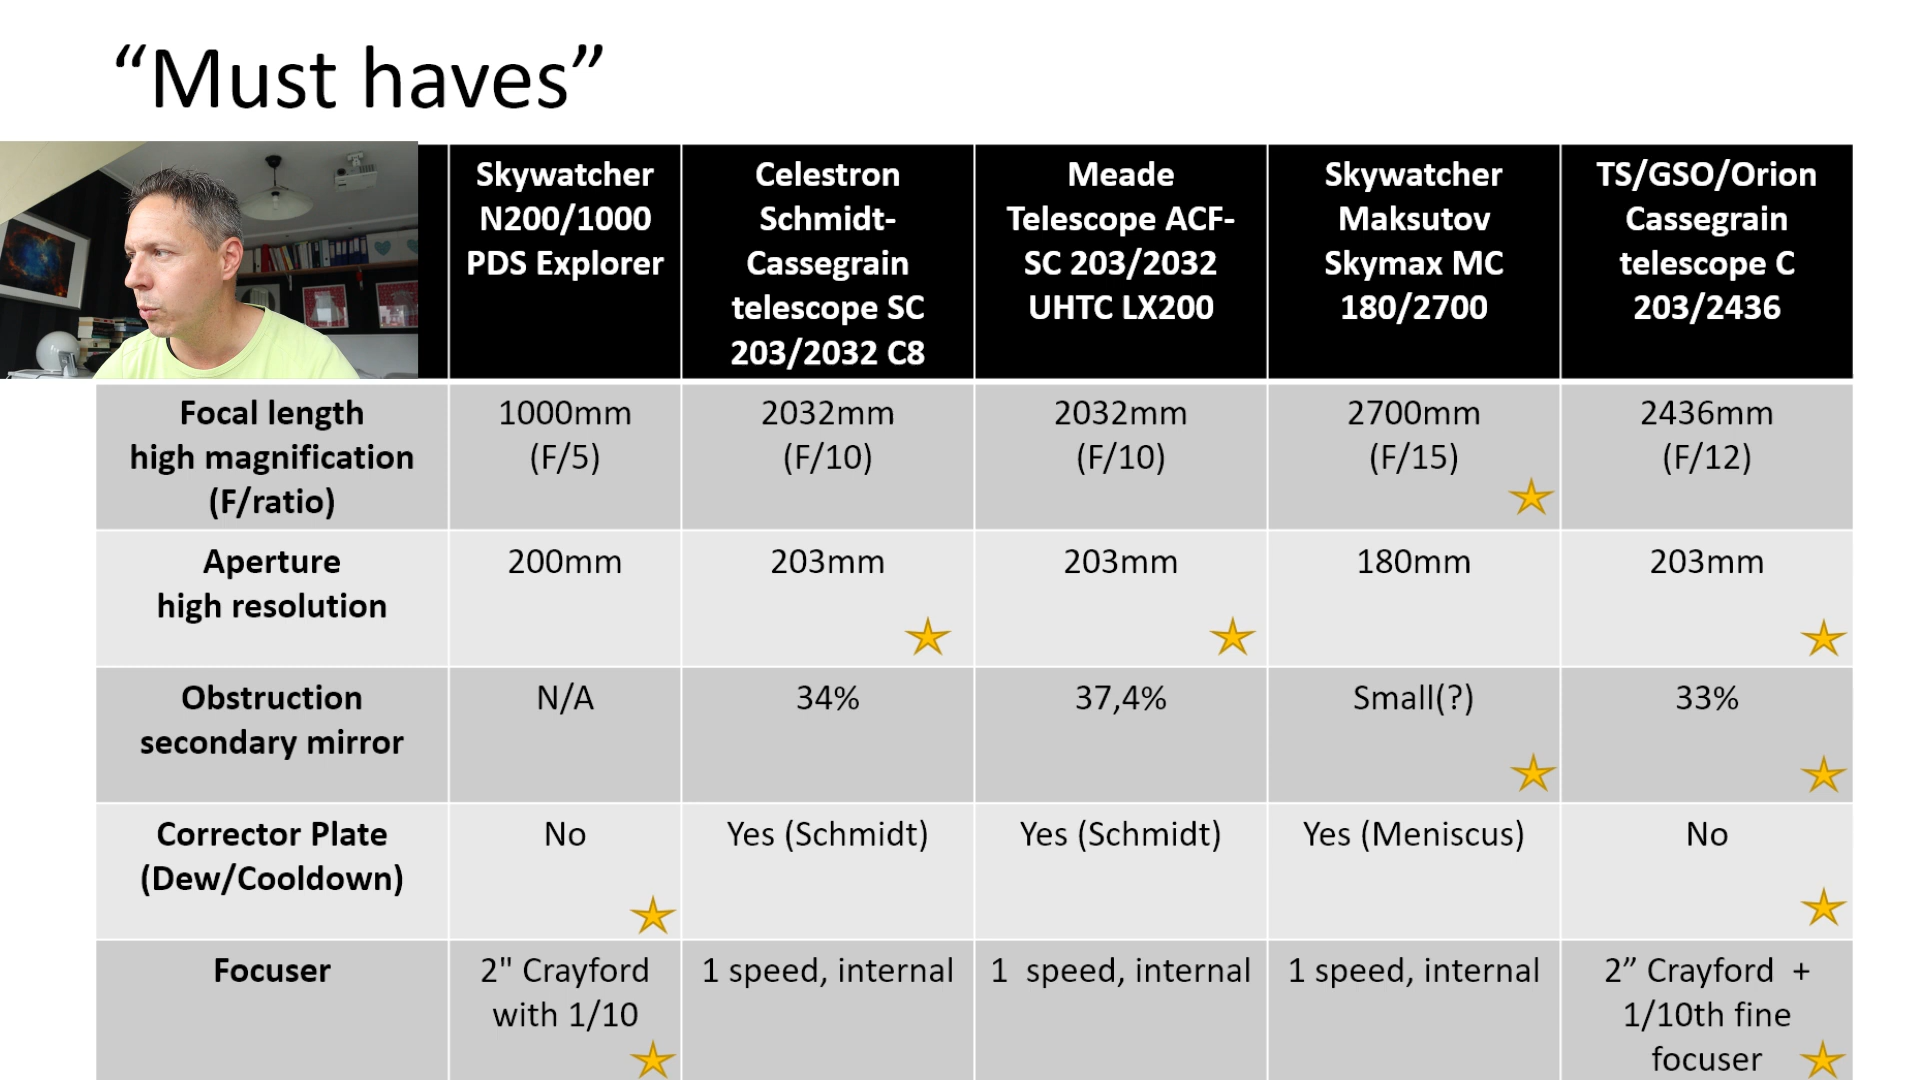 “Must haves”
Skywatcher
N200/1000
PDS Explorer
Celestron
Schmidt-
Cassegrain
telescope SC
203/2032 C8
Meade
Telescope ACF-
SC 203/2032
UHTC LX200
Skywatcher
Maksutov
Skymax MC
180/2700
TS/GSO/Orion
Cassegrain
telescope C
203/2436
Focal length
high magnification
(F/ratio)
1000mm
(F/5)
2032mm
(F/10)
2032mm
(F/10)
2700mm
(F/15)
2436mm
(F/12)
Aperture
high resolution
200mm
203mm
203mm
180mm
203mm
Obstruction
secondary mirror
N/A
34%
37,4%
Small(?)
33%
Corrector Plate
(Dew/Cooldown)
No
Yes (Schmidt)
Yes (Schmidt)
Yes (Meniscus)
No
Focuser
2" Crayford
with 1/10
1 speed, internal
1  speed, internal
1 speed, internal
2” Crayford  +
1/10th fine
focuser